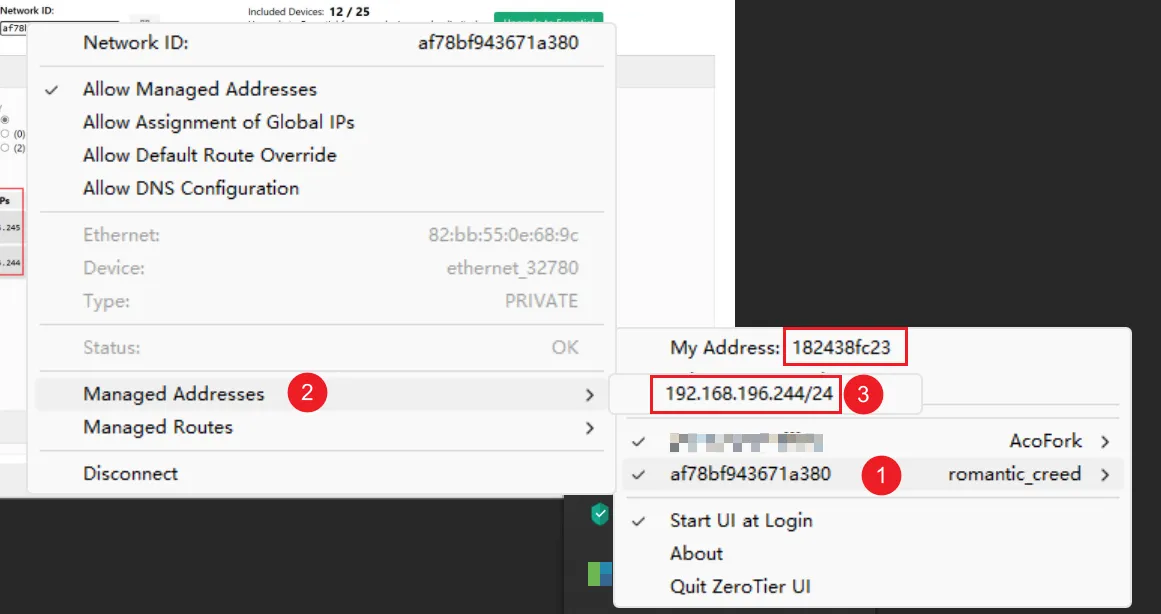 Network ID:
Included Devices: 12 / 25
Upgrade to Essential
af78
Network ID: af78bf943671a380
Allow Managed Addresses
Allow Assignment of Global IPs
(0)
Allow Default Route Override
(2)
Allow DNS Configuration
Ps
.245
Ethernet: 82:bb:55:0e:68:9c
.244
Device: ethernet_32780
Type: PRIVATE
Status: OK
My Address: 182438fc23
Managed Addresses 2
192.168.196.244/24 3
Managed Routes
AcoFork
Disconnect
af78bf943671a380 1 romantic_creed
Start UI at Login
About
Quit ZeroTier UI